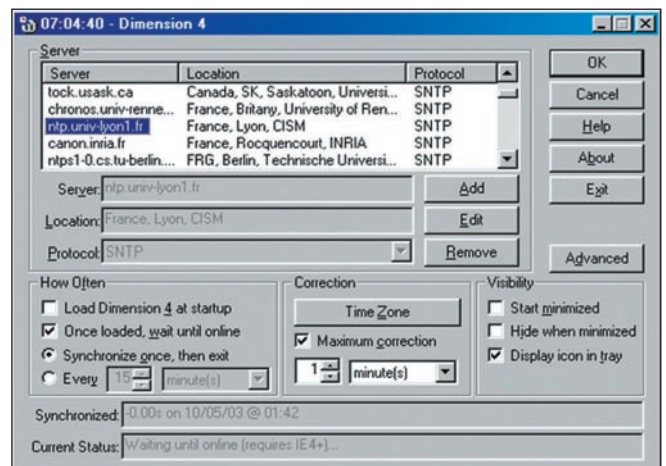 07:04:40 - Dimension 4
Server
Server Location Protocol
tock.usask.ca Canada, SK, Saskatoon, Universi... SNTP
chronos.univ-renne... France, Britany, University of Ren... SNTP
ntp.univ-lyon1.fr France, Lyon, CISM SNTP
canon.inria.fr France, Rocquencourt, INRIA SNTP
ntps1-0.cs.tu-berlin.... FRG, Berlin, Technische Universi... SNTP
Server: ntp.univ-lyon1.fr
Location: France, Lyon, CISM
Protocol: SNTP
Add
Edit
Remove
OK
Cancel
Help
About
Exit
Advanced
How Often
Load Dimension 4 at startup
Once loaded, wait until online
Synchronize once, then exit
Every 15 minute(s)
Correction
Time Zone
Maximum correction
1 minute(s)
Visibility
Start minimized
Hide when minimized
Display icon in tray
Synchronized: -0.00s on 10/05/03 @ 01:42
Current Status: Waiting until online (requires IE4+)...